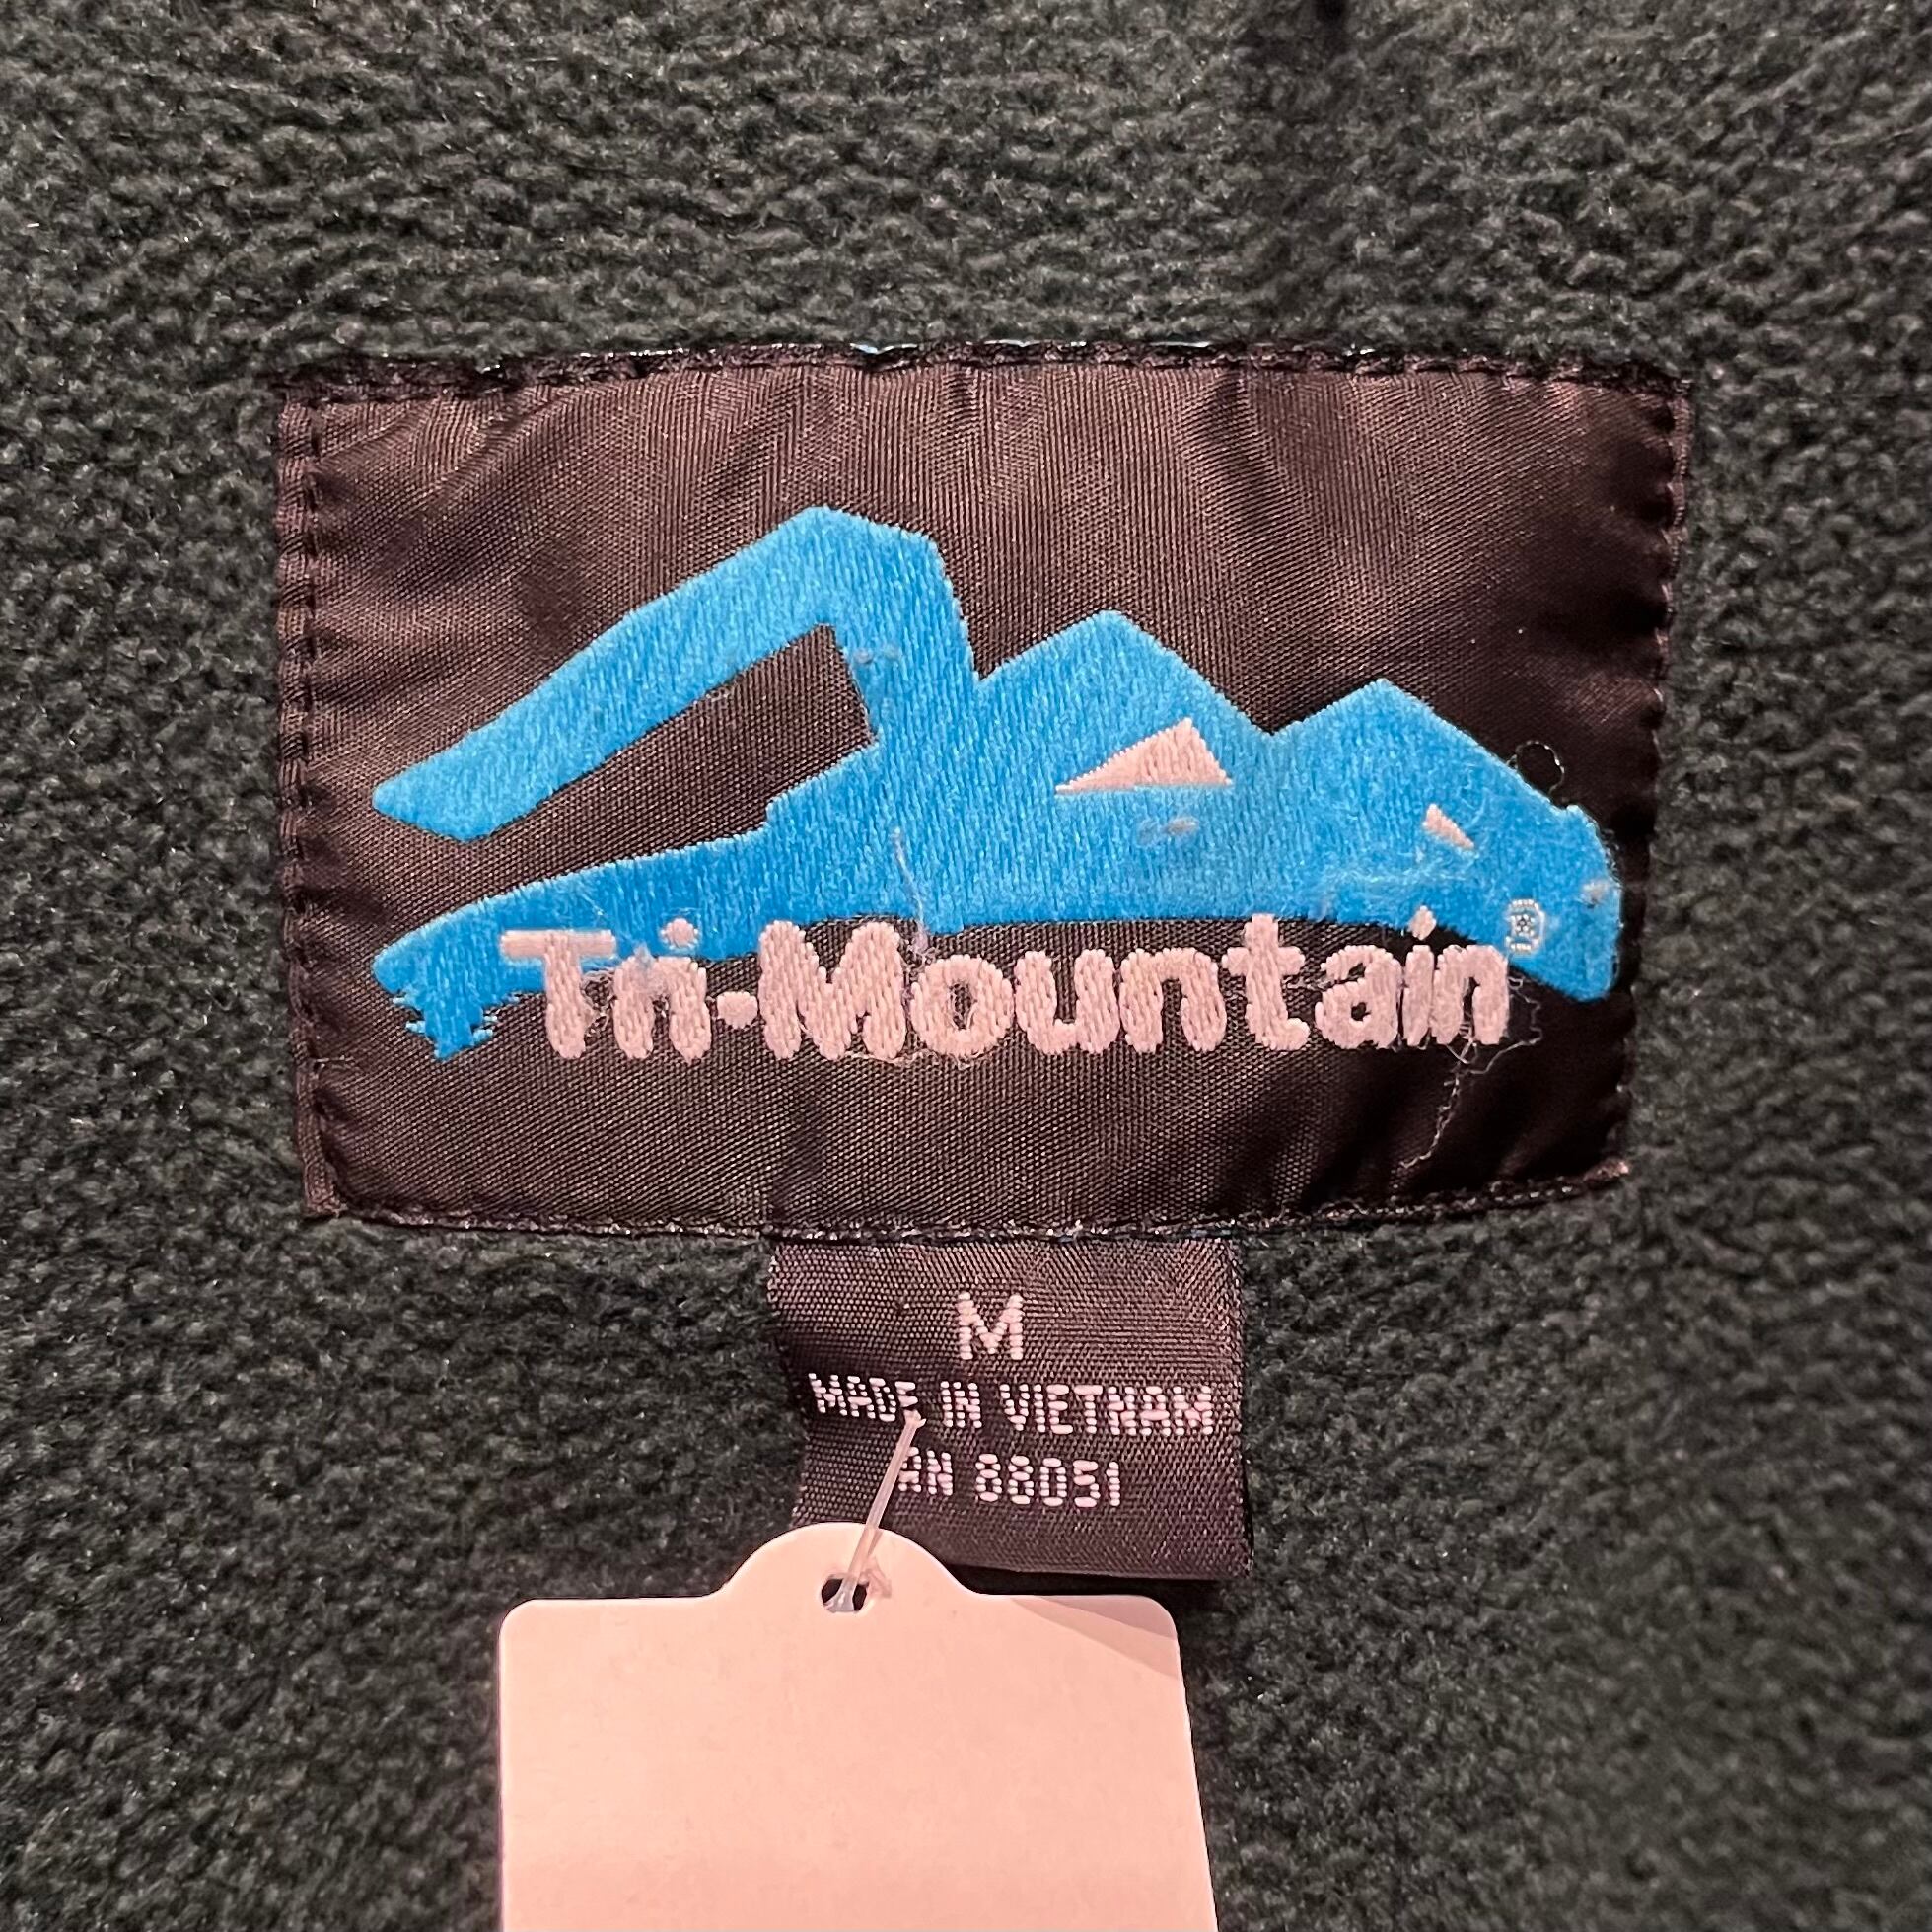 Tri-Mountain®
M
MADE IN VIETNAM
RN 88051